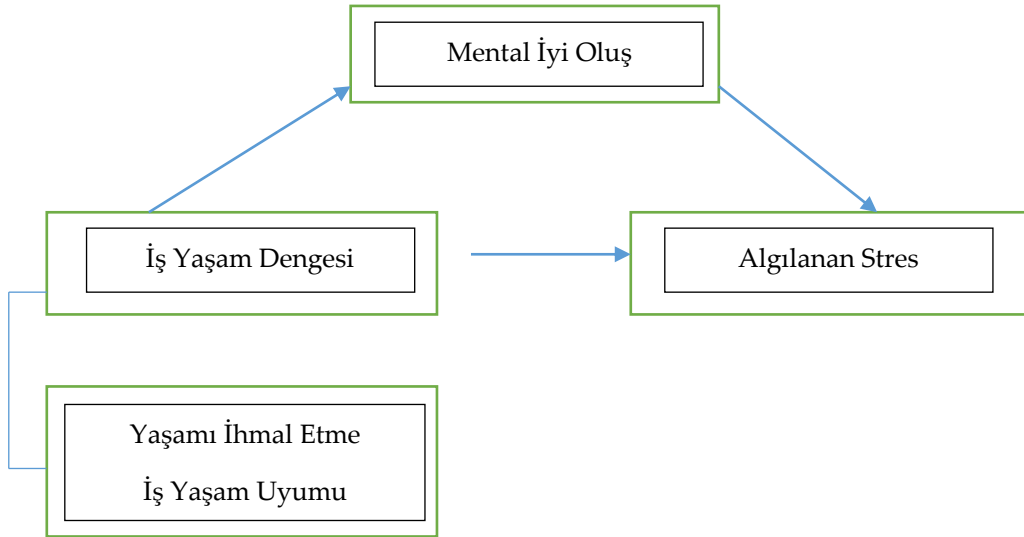 Mental İyi Oluş
İş Yaşam Dengesi
Algılanan Stres
Yaşamı İhmal Etme
İş Yaşam Uyumu